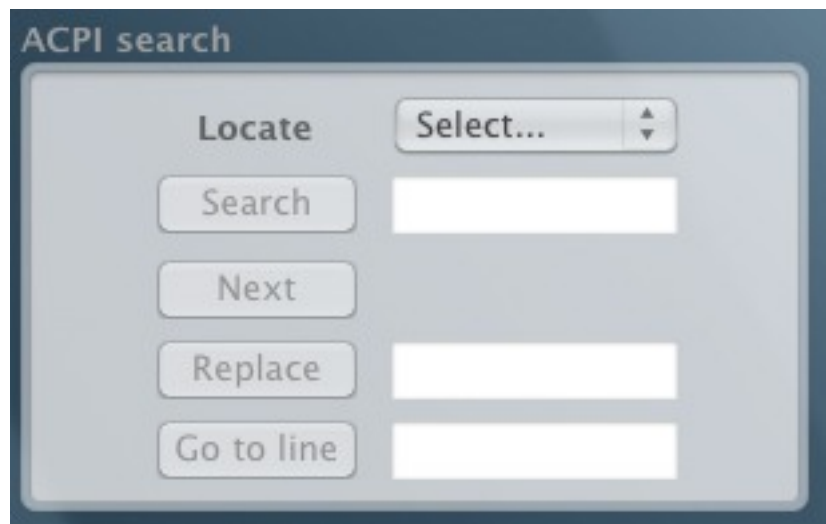 ACPI search
Locate Select...
Search
Next
Replace
Go to line